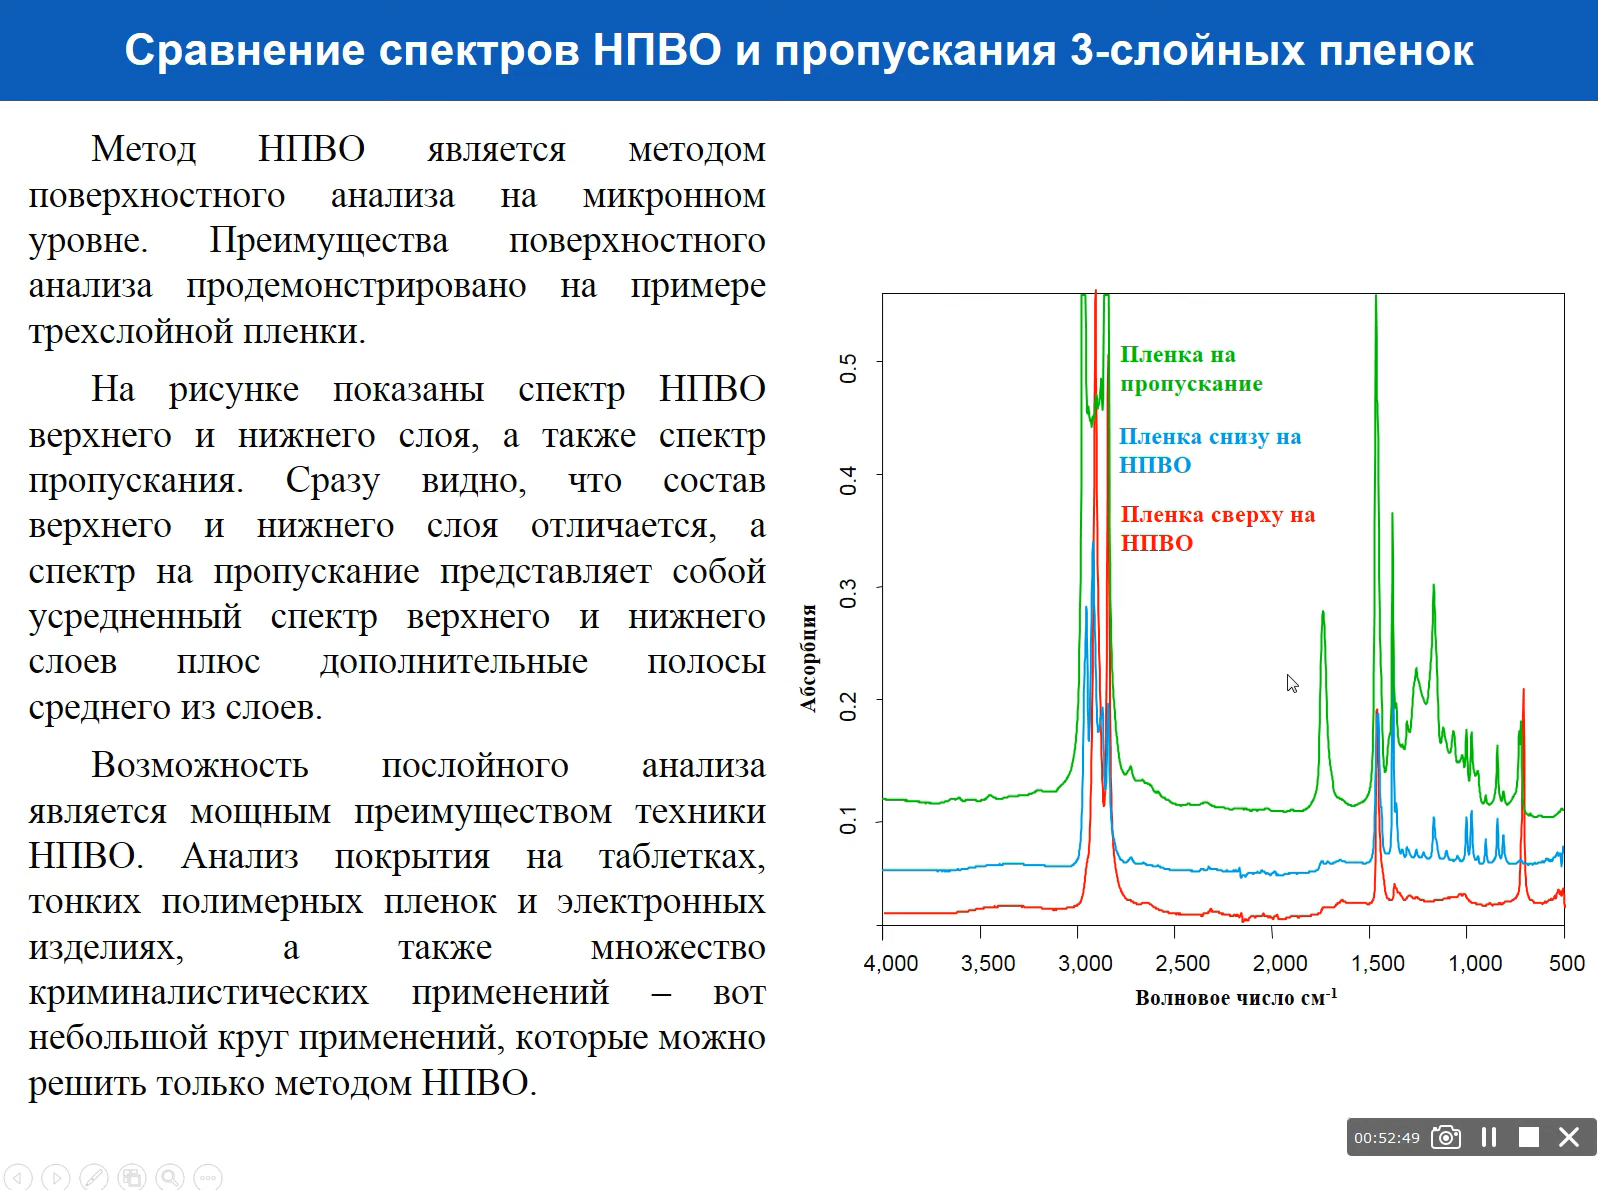 Сравнение спектров НПВО и пропускания 3-слойных пленок
Метод НПВО является методом
поверхностного анализа на микронном
уровне. Преимущества поверхностного
анализа продемонстрировано на примере
трехслойной пленки.
На рисунке показаны спектр НПВО
верхнего и нижнего слоя, а также спектр
пропускания. Сразу видно, что состав
верхнего и нижнего слоя отличается, а
спектр на пропускание представляет собой
усредненный спектр верхнего и нижнего
слоев плюс дополнительные полосы
среднего из слоев.
Возможность послойного анализа
является мощным преимуществом техники
НПВО. Анализ покрытия на таблетках,
тонких полимерных пленок и электронных
изделиях, а также множество
криминалистических применений – вот
небольшой круг применений, которые можно
решить только методом НПВО.
Пленка на
пропускание
Пленка снизу на
НПВО
Пленка сверху на
НПВО
Абсорбция
0.5
0.4
0.3
0.2
0.1
4,000 3,500 3,000 2,500 2,000 1,500 1,000 500
Волновое число см-1
00:52:49